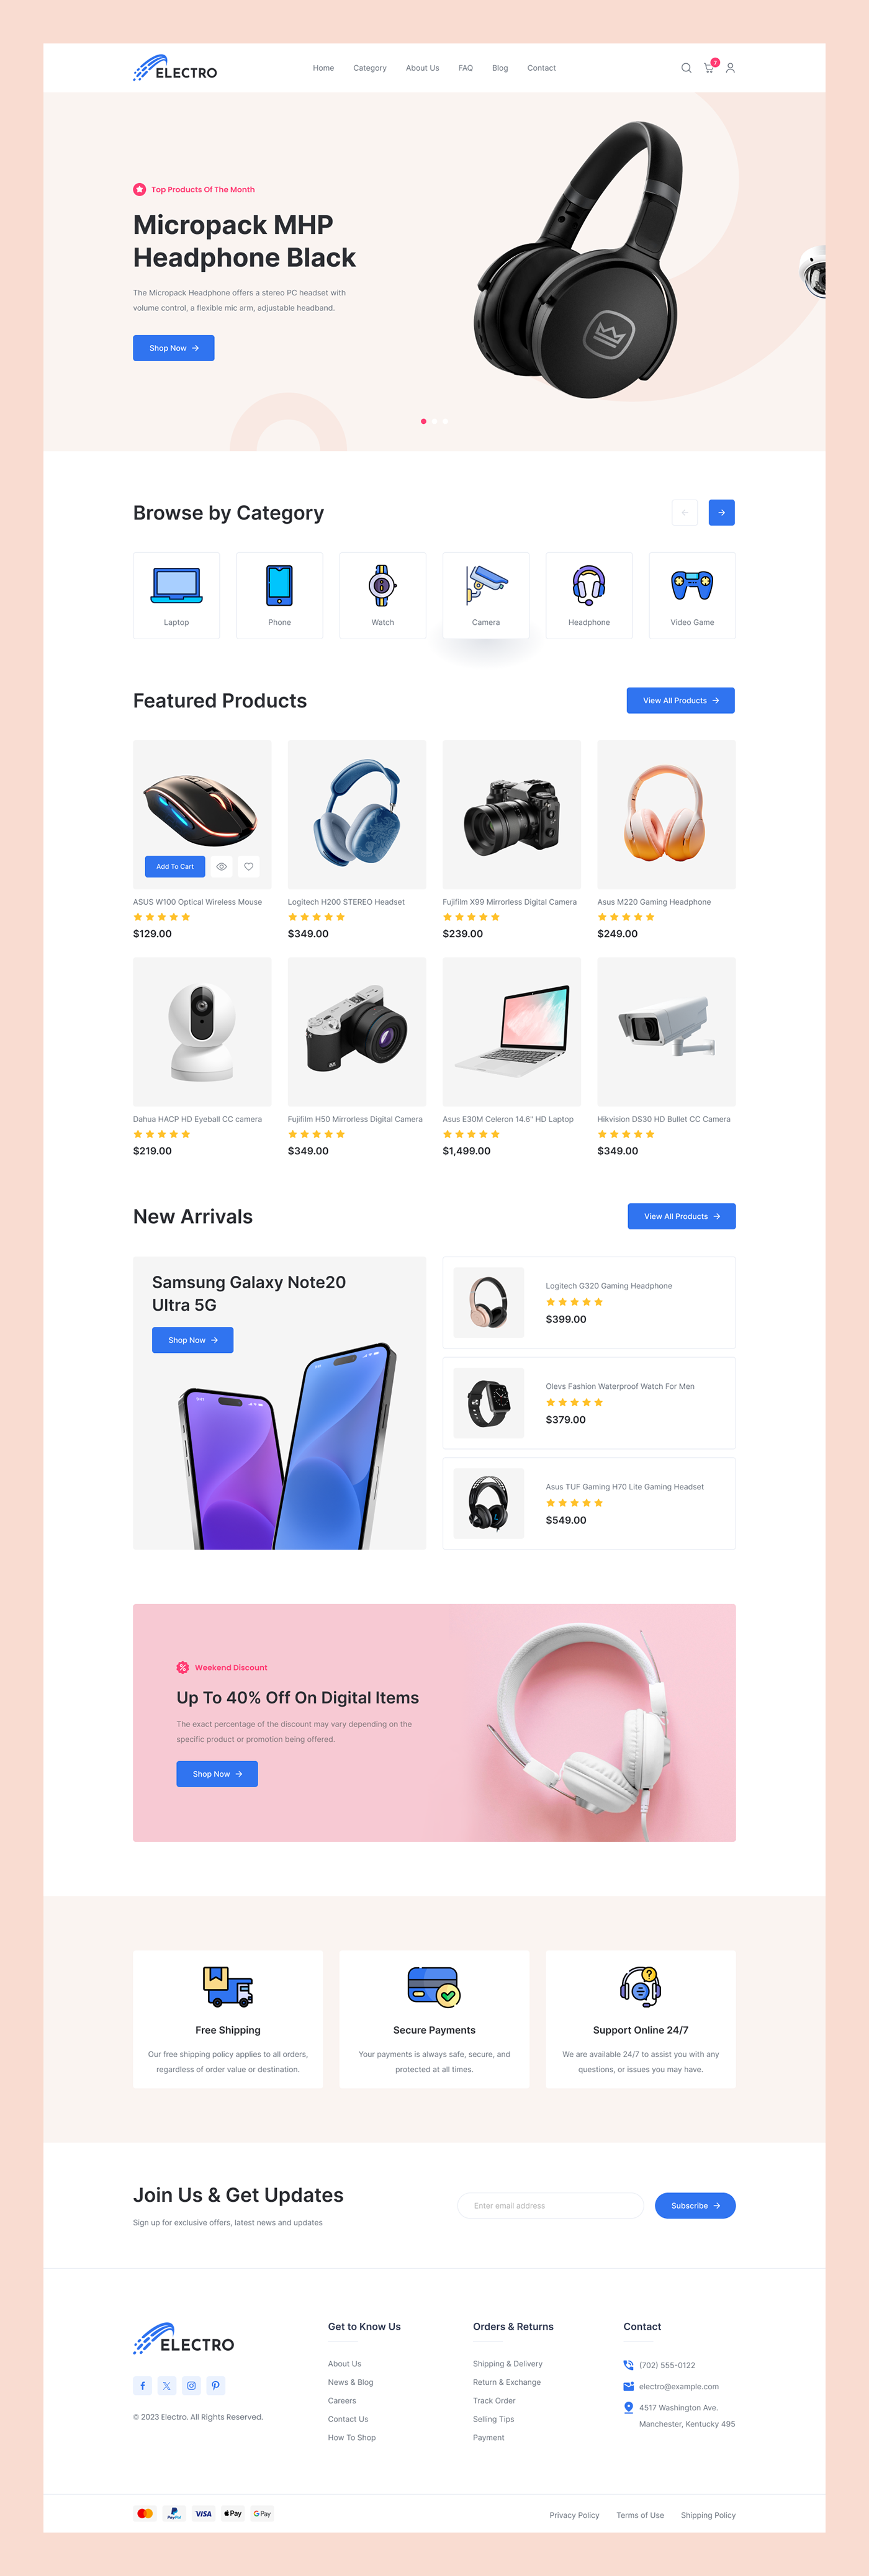 ELECTRO
Home Category About Us FAQ Blog Contact
7
Top Products Of The Month
Micropack MHP
Headphone Black
The Micropack Headphone offers a stereo PC headset with
volume control, a flexible mic arm, adjustable headband.
Shop Now
Browse by Category
Laptop
Phone
Watch
Camera
Headphone
Video Game
Featured Products
View All Products
Add To Cart
ASUS W100 Optical Wireless Mouse
$129.00
Logitech H200 STEREO Headset
$349.00
Fujifilm X99 Mirrorless Digital Camera
$239.00
Asus M220 Gaming Headphone
$249.00
Dahua HACP HD Eyeball CC camera
$219.00
Fujifilm H50 Mirrorless Digital Camera
$349.00
Asus E30M Celeron 14.6" HD Laptop
$1,499.00
Hikvision DS30 HD Bullet CC Camera
$349.00
New Arrivals
View All Products
Samsung Galaxy Note20
Ultra 5G
Shop Now
9:41
9:41
Logitech G320 Gaming Headphone
$399.00
Olevs Fashion Waterproof Watch For Men
$379.00
Asus TUF Gaming H70 Lite Gaming Headset
$549.00
Weekend Discount
Up To 40% Off On Digital Items
The exact percentage of the discount may vary depending on the
specific product or promotion being offered.
Shop Now
Free Shipping
Our free shipping policy applies to all orders,
regardless of order value or destination.
Secure Payments
Your payments is always safe, secure, and
protected at all times.
Support Online 24/7
We are available 24/7 to assist you with any
questions, or issues you may have.
Join Us & Get Updates
Sign up for exclusive offers, latest news and updates
Enter email address
Subscribe
ELECTRO
© 2023 Electro. All Rights Reserved.
Get to Know Us
About Us
News & Blog
Careers
Contact Us
How To Shop
Orders & Returns
Shipping & Delivery
Return & Exchange
Track Order
Selling Tips
Payment
Contact
(702) 555-0122
electro@example.com
4517 Washington Ave.
Manchester, Kentucky 495
PayPal VISA Pay G Pay
Privacy Policy Terms of Use Shipping Policy